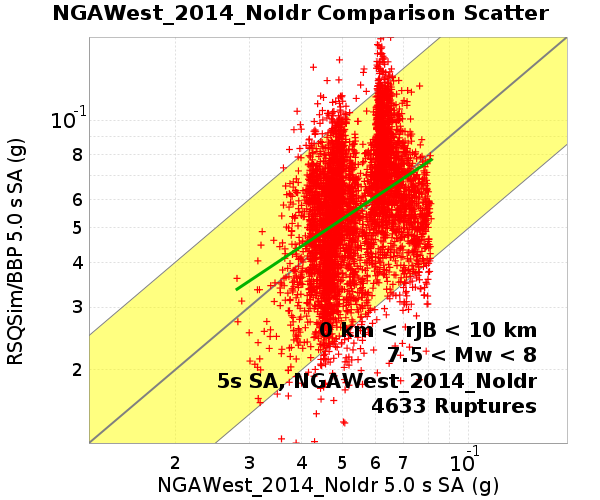 NGAWest_2014_NoIdr Comparison Scatter
RSQSim/BBP 5.0 s SA (g)
10-1
8
6
5
4
3
2
0 km < rJB < 10 km
7.5 < Mw < 8
5s SA, NGAWest_2014_NoIdr
4633 Ruptures
2 3 4 5 6 7 10-1
NGAWest_2014_NoIdr 5.0 s SA (g)